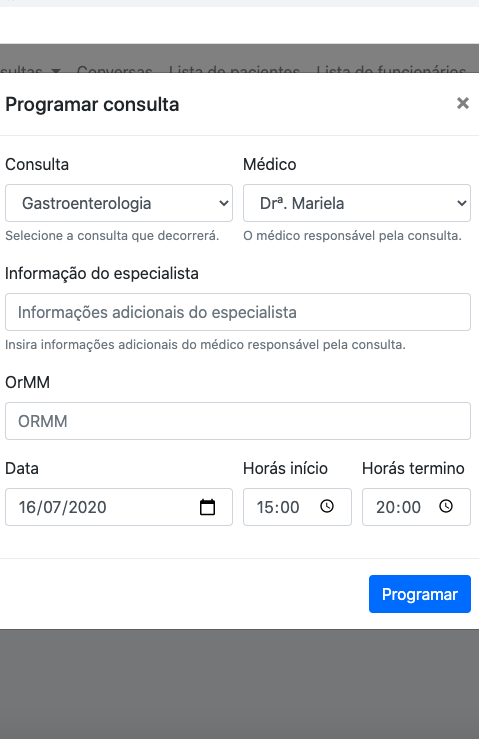 Conversas Lista de pacientes Lista de funcionários
Programar consulta ×
Consulta Médico
Gastroenterologia Drª. Mariela
Selecione a consulta que decorrerá. O médico responsável pela consulta.
Informação do especialista
Informações adicionais do especialista
Insira informações adicionais do médico responsável pela consulta.
OrMM
ORMM
Data Horás início Horás termino
16/07/2020 15:00 20:00
Programar